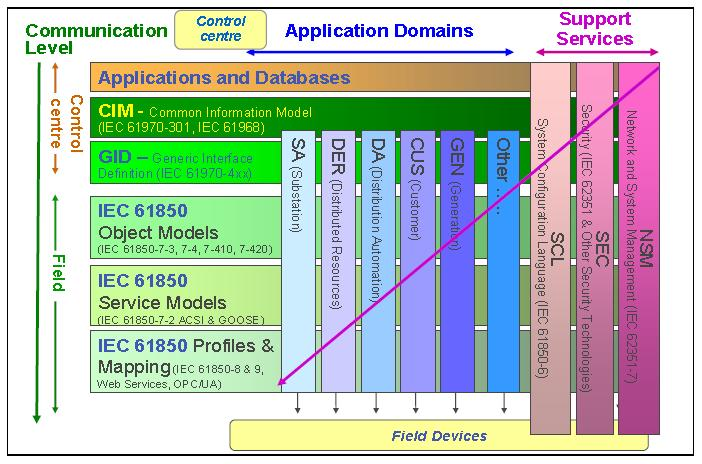 Communication
Level
Control
centre
Application Domains
Support
Services
Control
centre
Field
Applications and Databases
CIM - Common Information Model
(IEC 61970-301, IEC 61968)
GID – Generic Interface
Definition (IEC 61970-4xx)
IEC 61850
Object Models
(IEC 61850-7-3, 7-4, 7-410, 7-420)
IEC 61850
Service Models
(IEC 61850-7-2 ACSI & GOOSE)
IEC 61850 Profiles &
Mapping (IEC 61850-8 & 9,
Web Services, OPC/UA)
SA (Substation)
DER (Distributed Resources)
DA (Distribution Automation)
CUS (Customer)
GEN (Generation)
Other .....
SCL
System Configuration Language (IEC 61850-6)
SEC
Security (IEC 62351 & Other Security Technologies)
NSM
Network and System Management (IEC 62351-7)
Field Devices